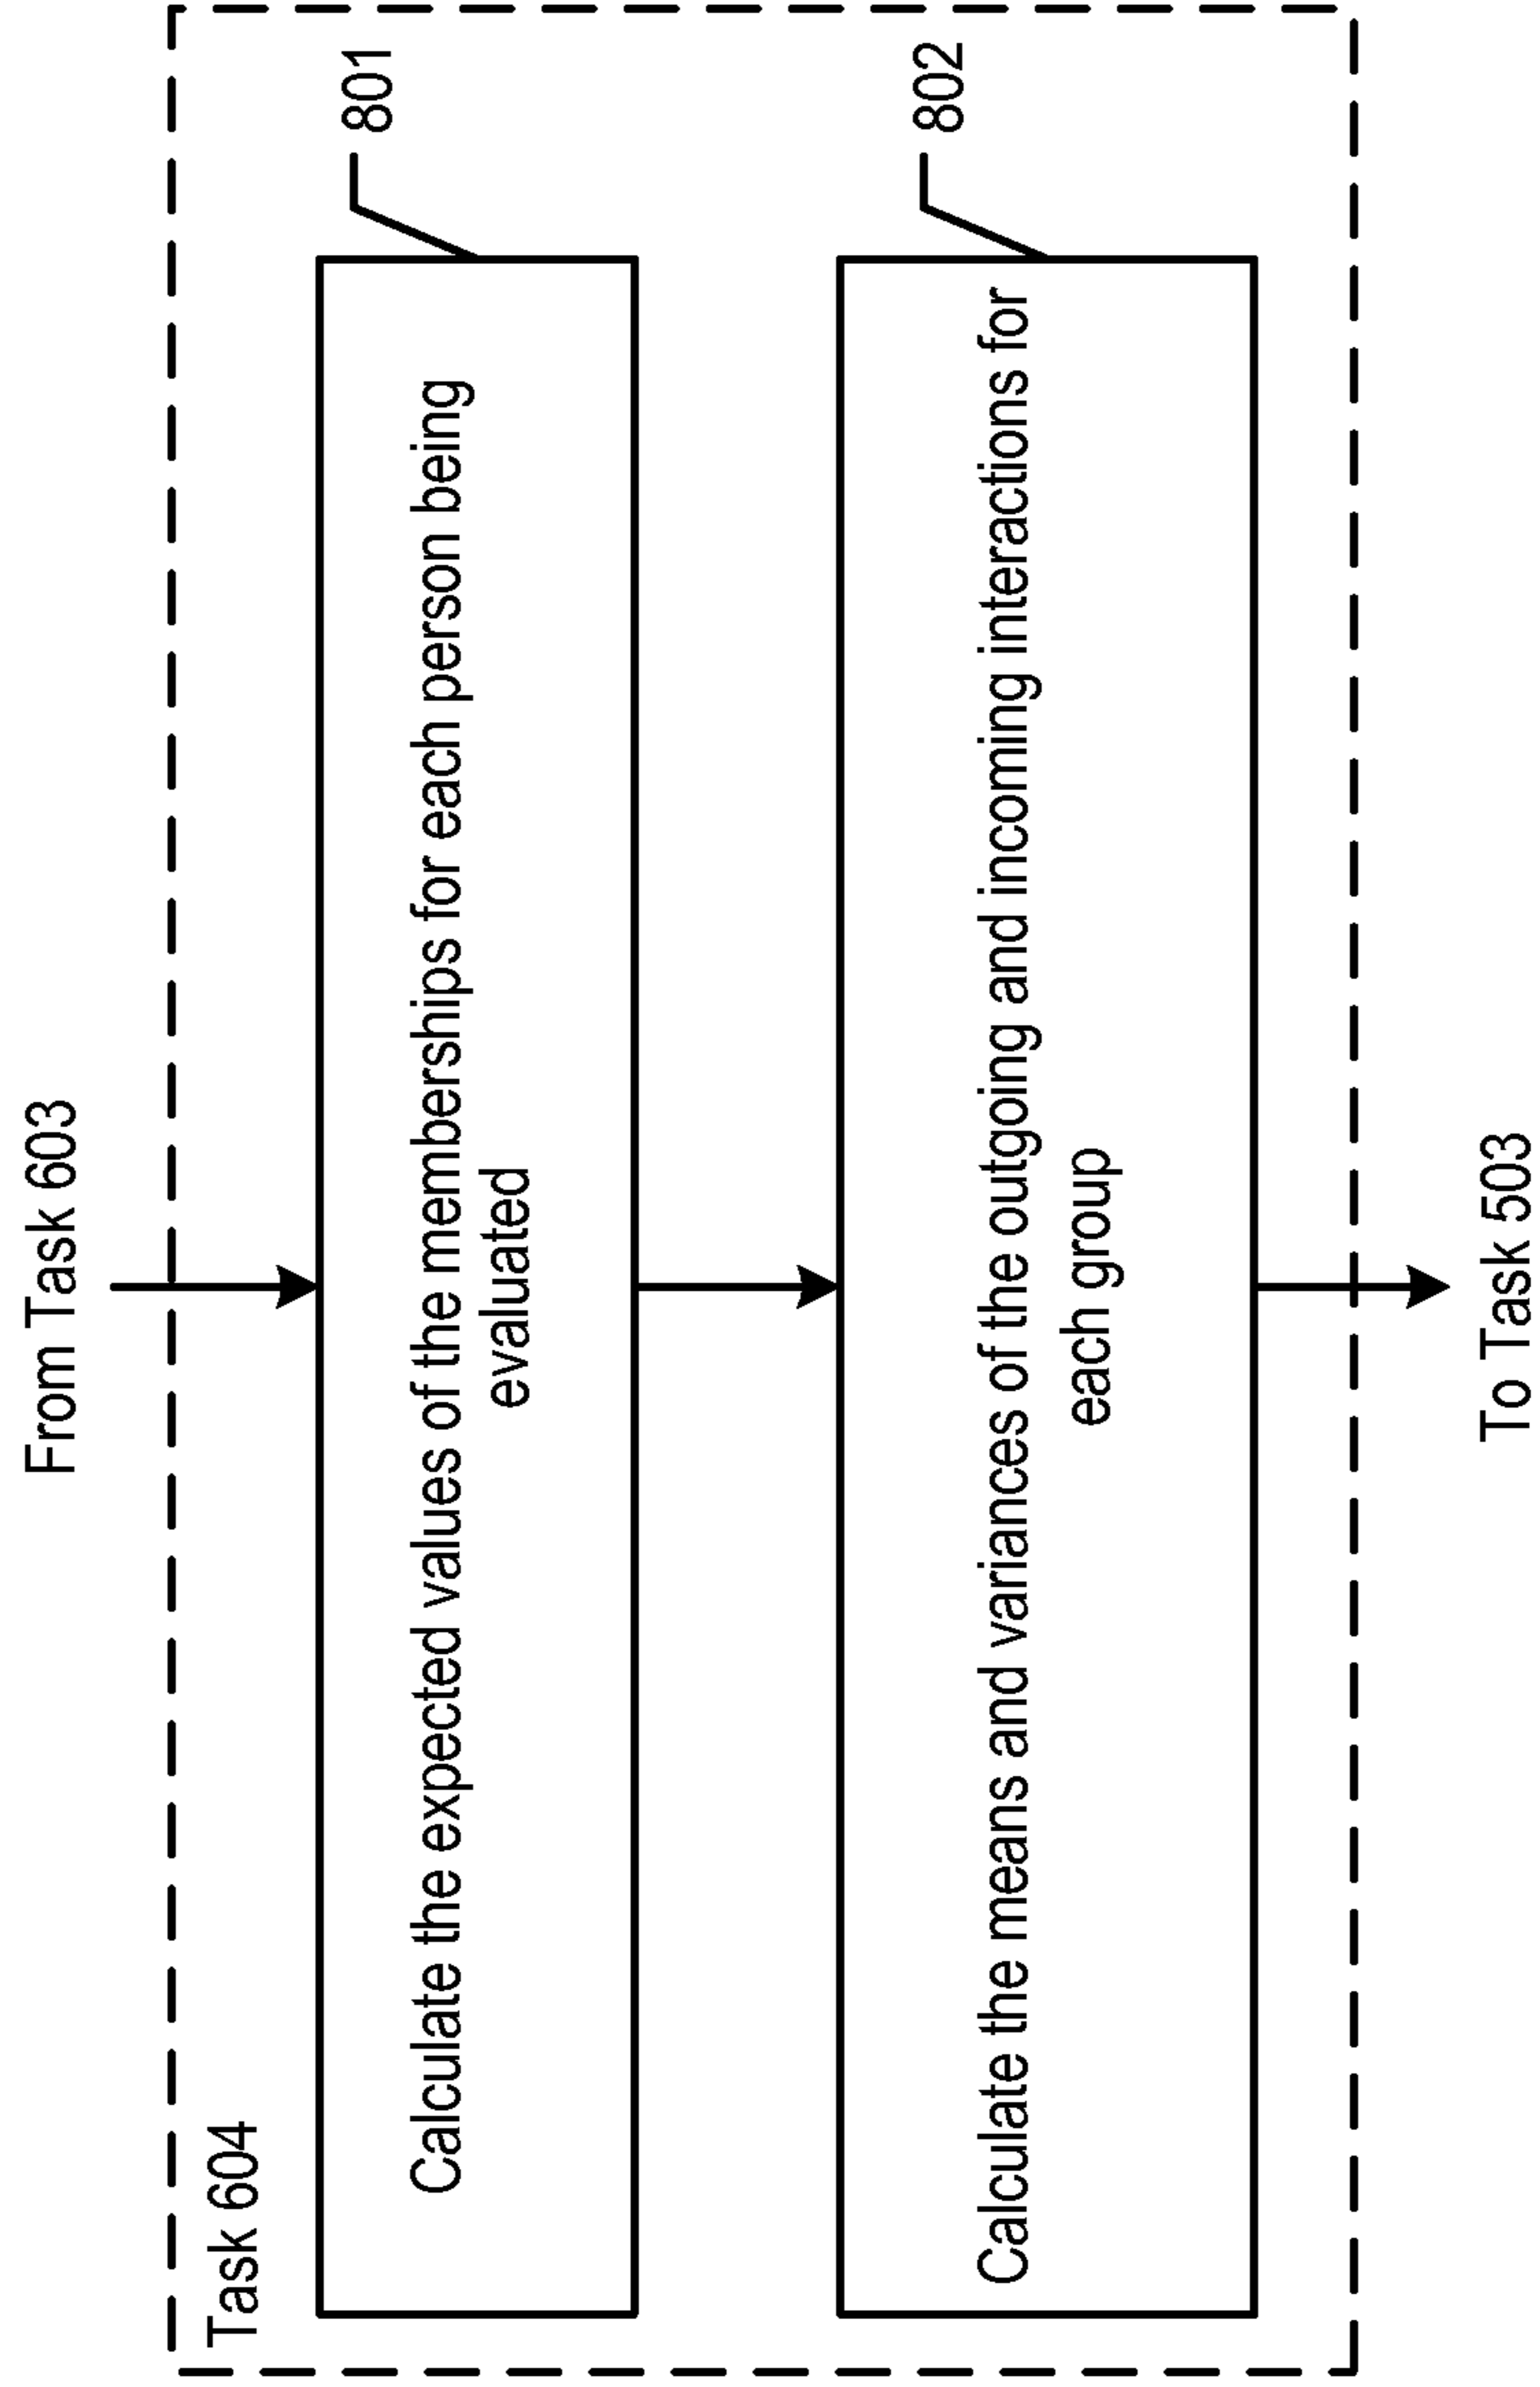 From Task 603
Task 604
801
Calculate the expected values of the memberships for each person being
evaluated
802
Calculate the means and variances of the outgoing and incoming interactions for
each group
To Task 503